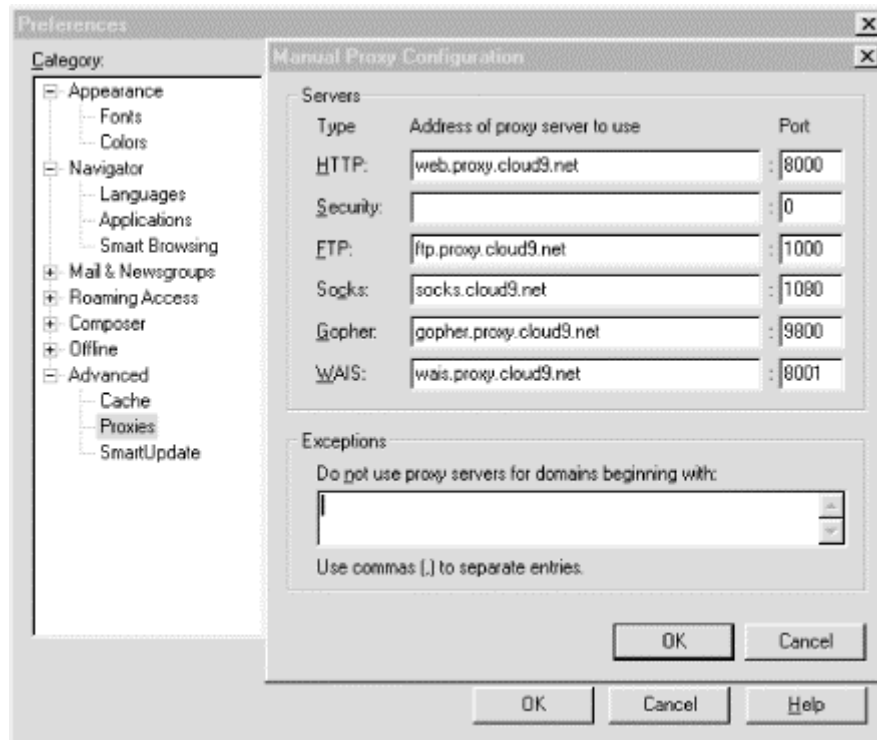 Preferences
Category:
Appearance
Fonts
Colors
Navigator
Languages
Applications
Smart Browsing
Mail & Newsgroups
Roaming Access
Composer
Offline
Advanced
Cache
Proxies
SmartUpdate
Manual Proxy Configuration
Servers
Type Address of proxy server to use Port
HTTP: web.proxy.cloud9.net : 8000
Security: : 0
FTP: ftp.proxy.cloud9.net : 1000
Socks: socks.cloud9.net : 1080
Gopher: gopher.proxy.cloud9.net : 9800
WAIS: wais.proxy.cloud9.net : 8001
Exceptions
Do not use proxy servers for domains beginning with:
Use commas (,) to separate entries.
OK Cancel
OK Cancel Help